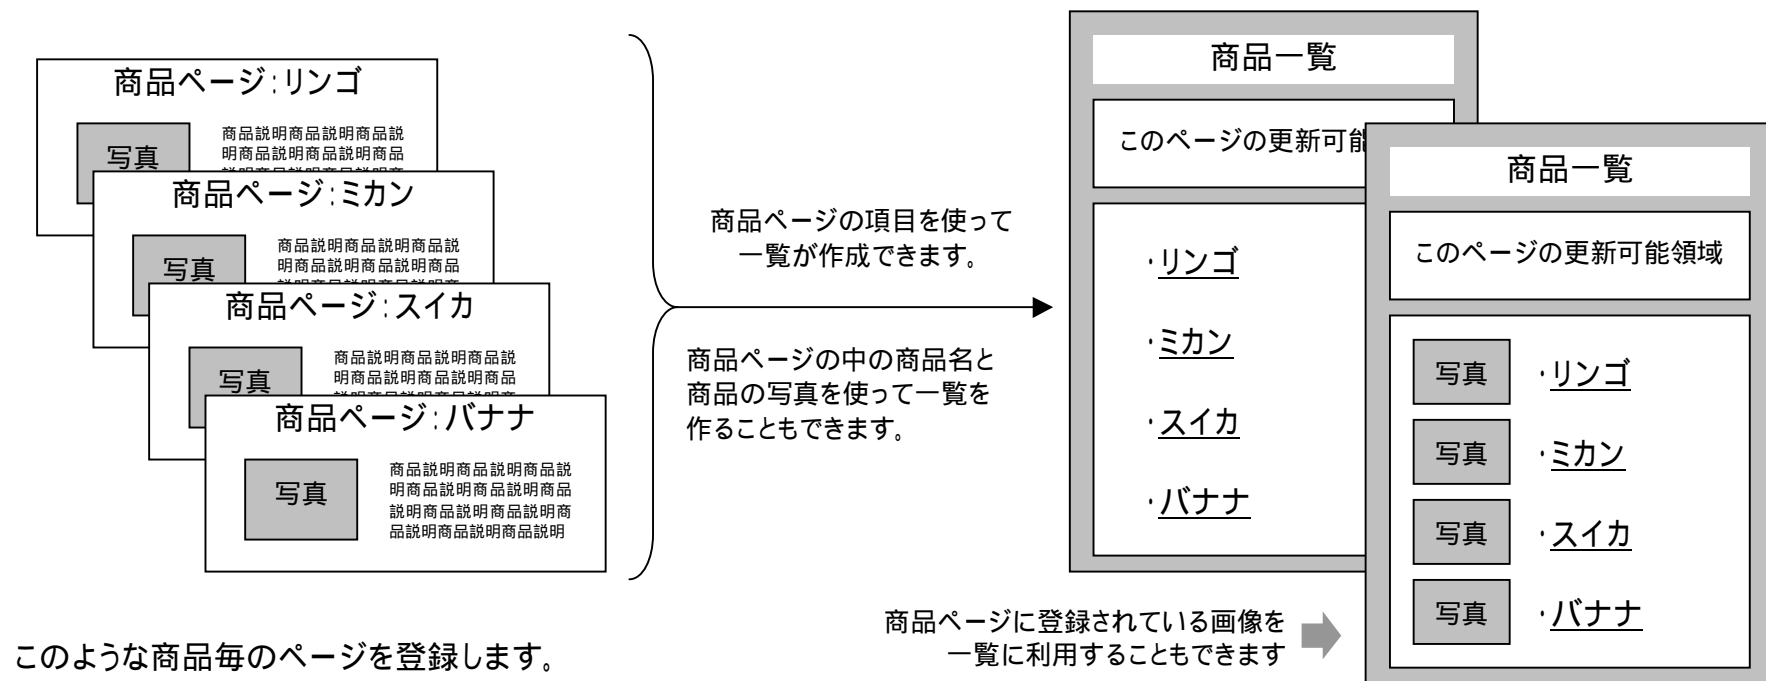 商品ページ:リンゴ
写真
商品説明商品説明商品説
明商品説明商品説明商品
商品ページ:ミカン
写真
商品説明商品説明商品説
明商品説明商品説明商品
商品ページ:スイカ
写真
商品説明商品説明商品説
明商品説明商品説明商品
商品ページ:バナナ
写真
商品説明商品説明商品説
明商品説明商品説明商品
説明商品説明商品説明商
品説明商品説明商品説明
このような商品毎のページを登録します。
商品ページの項目を使って
一覧が作成できます。
商品ページの中の商品名と
商品の写真を使って一覧を
作ることもできます。
商品一覧
このページの更新可能
・リンゴ
・ミカン
・スイカ
・バナナ
商品ページに登録されている画像を
一覧に利用することもできます
商品一覧
このページの更新可能領域
写真 ・リンゴ
写真 ・ミカン
写真 ・スイカ
写真 ・バナナ